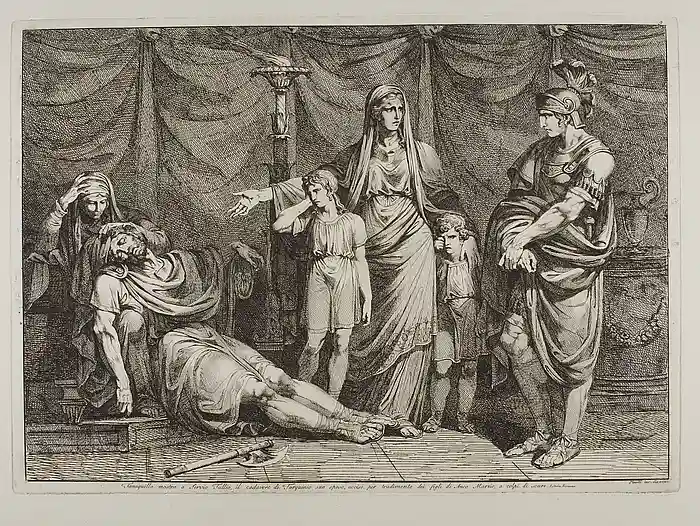 Tanaquilla mostra a Servio Tullio, il cadavere di Tarquinio suo sposo, ucciso per tradimento dei figli di Anco Marzio, a colpi di scure